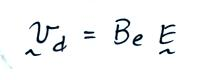 v_d = B_e E